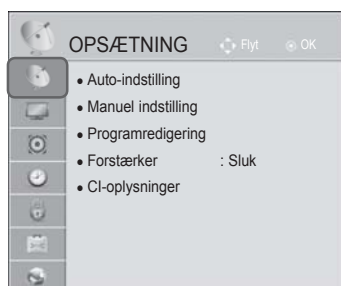 OPSÆTNING Flyt OK
• Auto-indstilling
• Manuel indstilling
• Programredigering
• Forstærker : Sluk
• CI-oplysninger